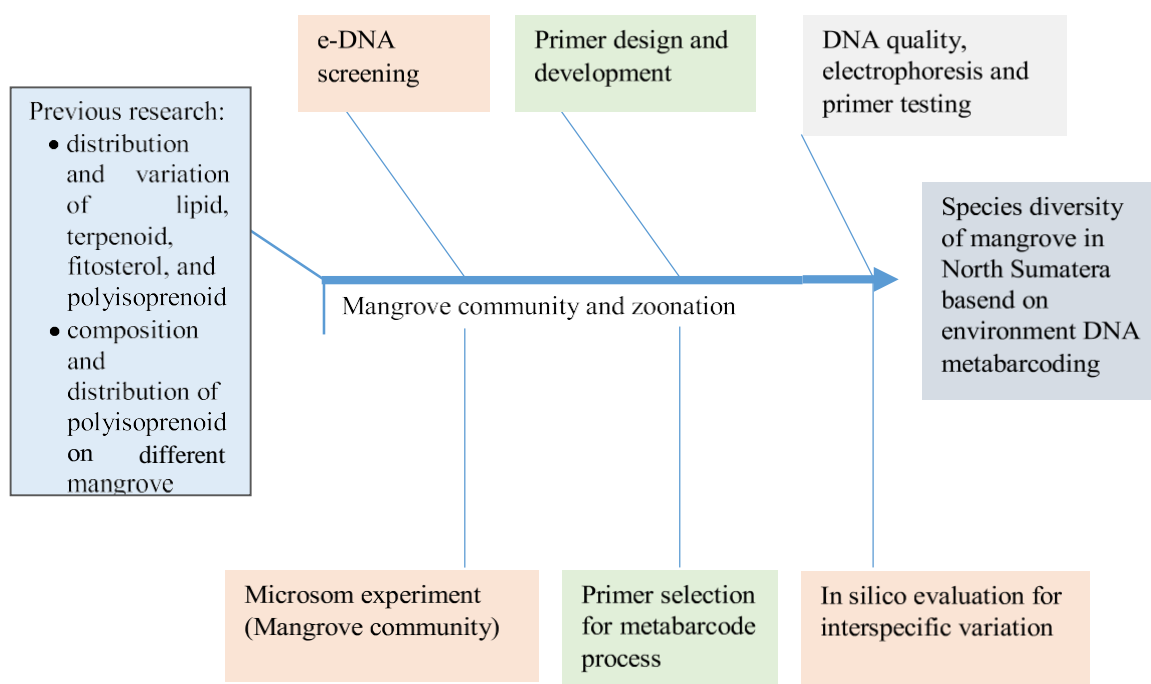 e-DNA
screening
Primer design and
development
DNA quality,
electrophoresis and
primer testing
Previous research:
• distribution
and variation
of lipid,
terpenoid,
fitosterol, and
polyisoprenoid
• composition
and
distribution of
polyisoprenoid
on different
mangrove
Mangrove community and zoonation
Species diversity
of mangrove in
North Sumatera
basend on
environment DNA
metabarcoding
Microsom experiment
(Mangrove community)
Primer selection
for metabarcode
process
In silico evaluation for
interspecific variation